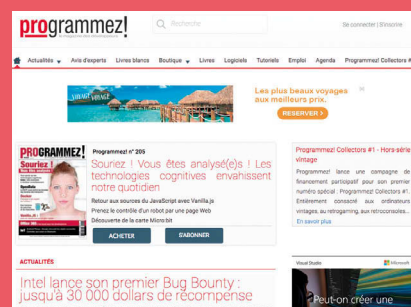 programmez!
Recherche
Se connecter | S'inscrire
Actualités Avis d'experts Livres blancs Boutique Livres Logiciels Tutoriels Emploi Agenda Programmez! Collectors #
VOYAGE VOYAGE
Les plus beaux voyages
aux meilleurs prix.
RESERVER >
PROGRAMMEZ!
Souriez !
Programmez! n° 205
Souriez ! Vous êtes analysé(e)s ! Les
technologies cognitives envahissent
notre quotidien
Retour aux sources du JavaScript avec Vanilla.js
Prenez le contrôle d'un robot par une page Web
Découverte de la carte Micro:bit
ACHETER S'ABONNER
Programmez! Collectors #1 - Hors-série
vintage
Programmez! lance une compagne de
financement participatif pour son premier
numéro spécial : Programmez! Collectors #1.
Entièrement consacré aux ordinateurs
vintages, au retrogaming, aux retroconsoles...
En savoir plus
ACTUALITÉS
Intel lance son premier Bug Bounty :
jusqu'à 30 000 dollars de récompense
Visual Studio Microsoft
Peut-on créer une